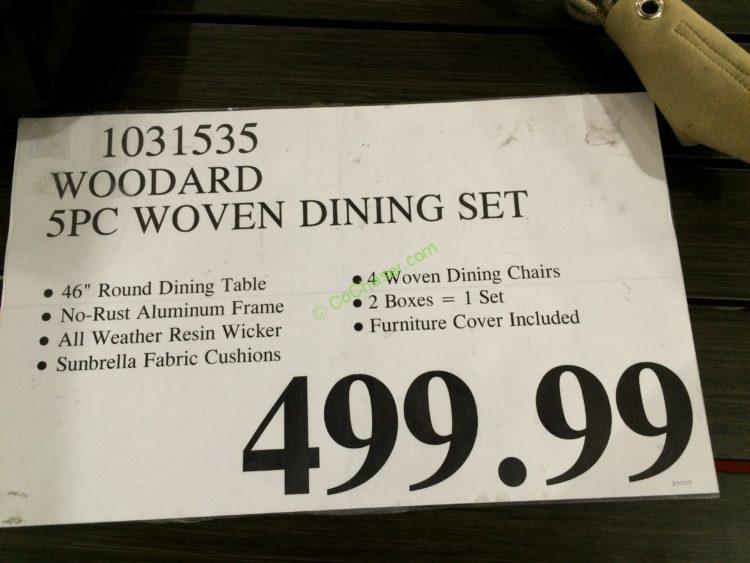 1031535
WOODARD
5PC WOVEN DINING SET
• 46" Round Dining Table
• No-Rust Aluminum Frame
• All Weather Resin Wicker
• Sunbrella Fabric Cushions
• 4 Woven Dining Chairs
• 2 Boxes = 1 Set
• Furniture Cover Included
© CoChaser.com
499.99